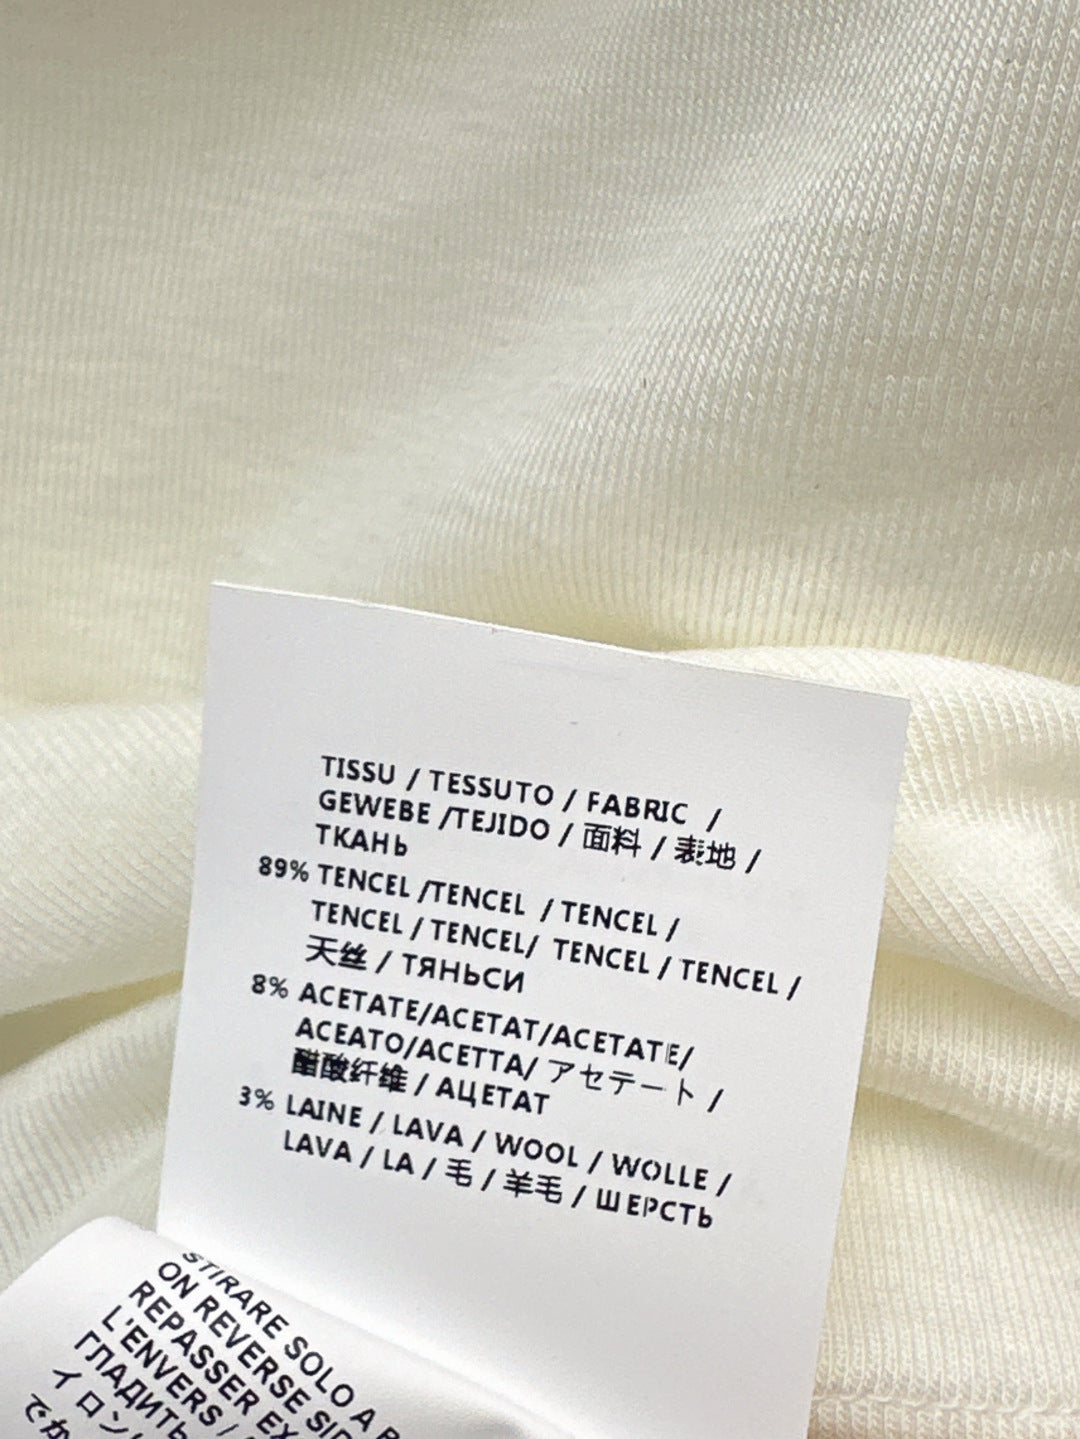 TISSU / TESSUTO / FABRIC /
GEWEBE /TEJIDO / 面料 / 表地 /
ТКАНЬ
89% TENCEL /TENCEL / TENCEL /
TENCEL / TENCEL/ TENCEL / TENCEL /
天丝 / ТЯНЬСИ
8% ACETATE/ACETAT/ACETATE/
ACEATO/ACETTA/ アセテート /
醋酸纤维 / АЦЕТАТ
3% LAINE / LAVA / WOOL / WOLLE /
LAVA / LA / 毛 / 羊毛 / ШЕРСТЬ
STIRARE SOLO A
ON REVERSE
REPASSER
L'ENVERS /
ГЛАДИТЬ